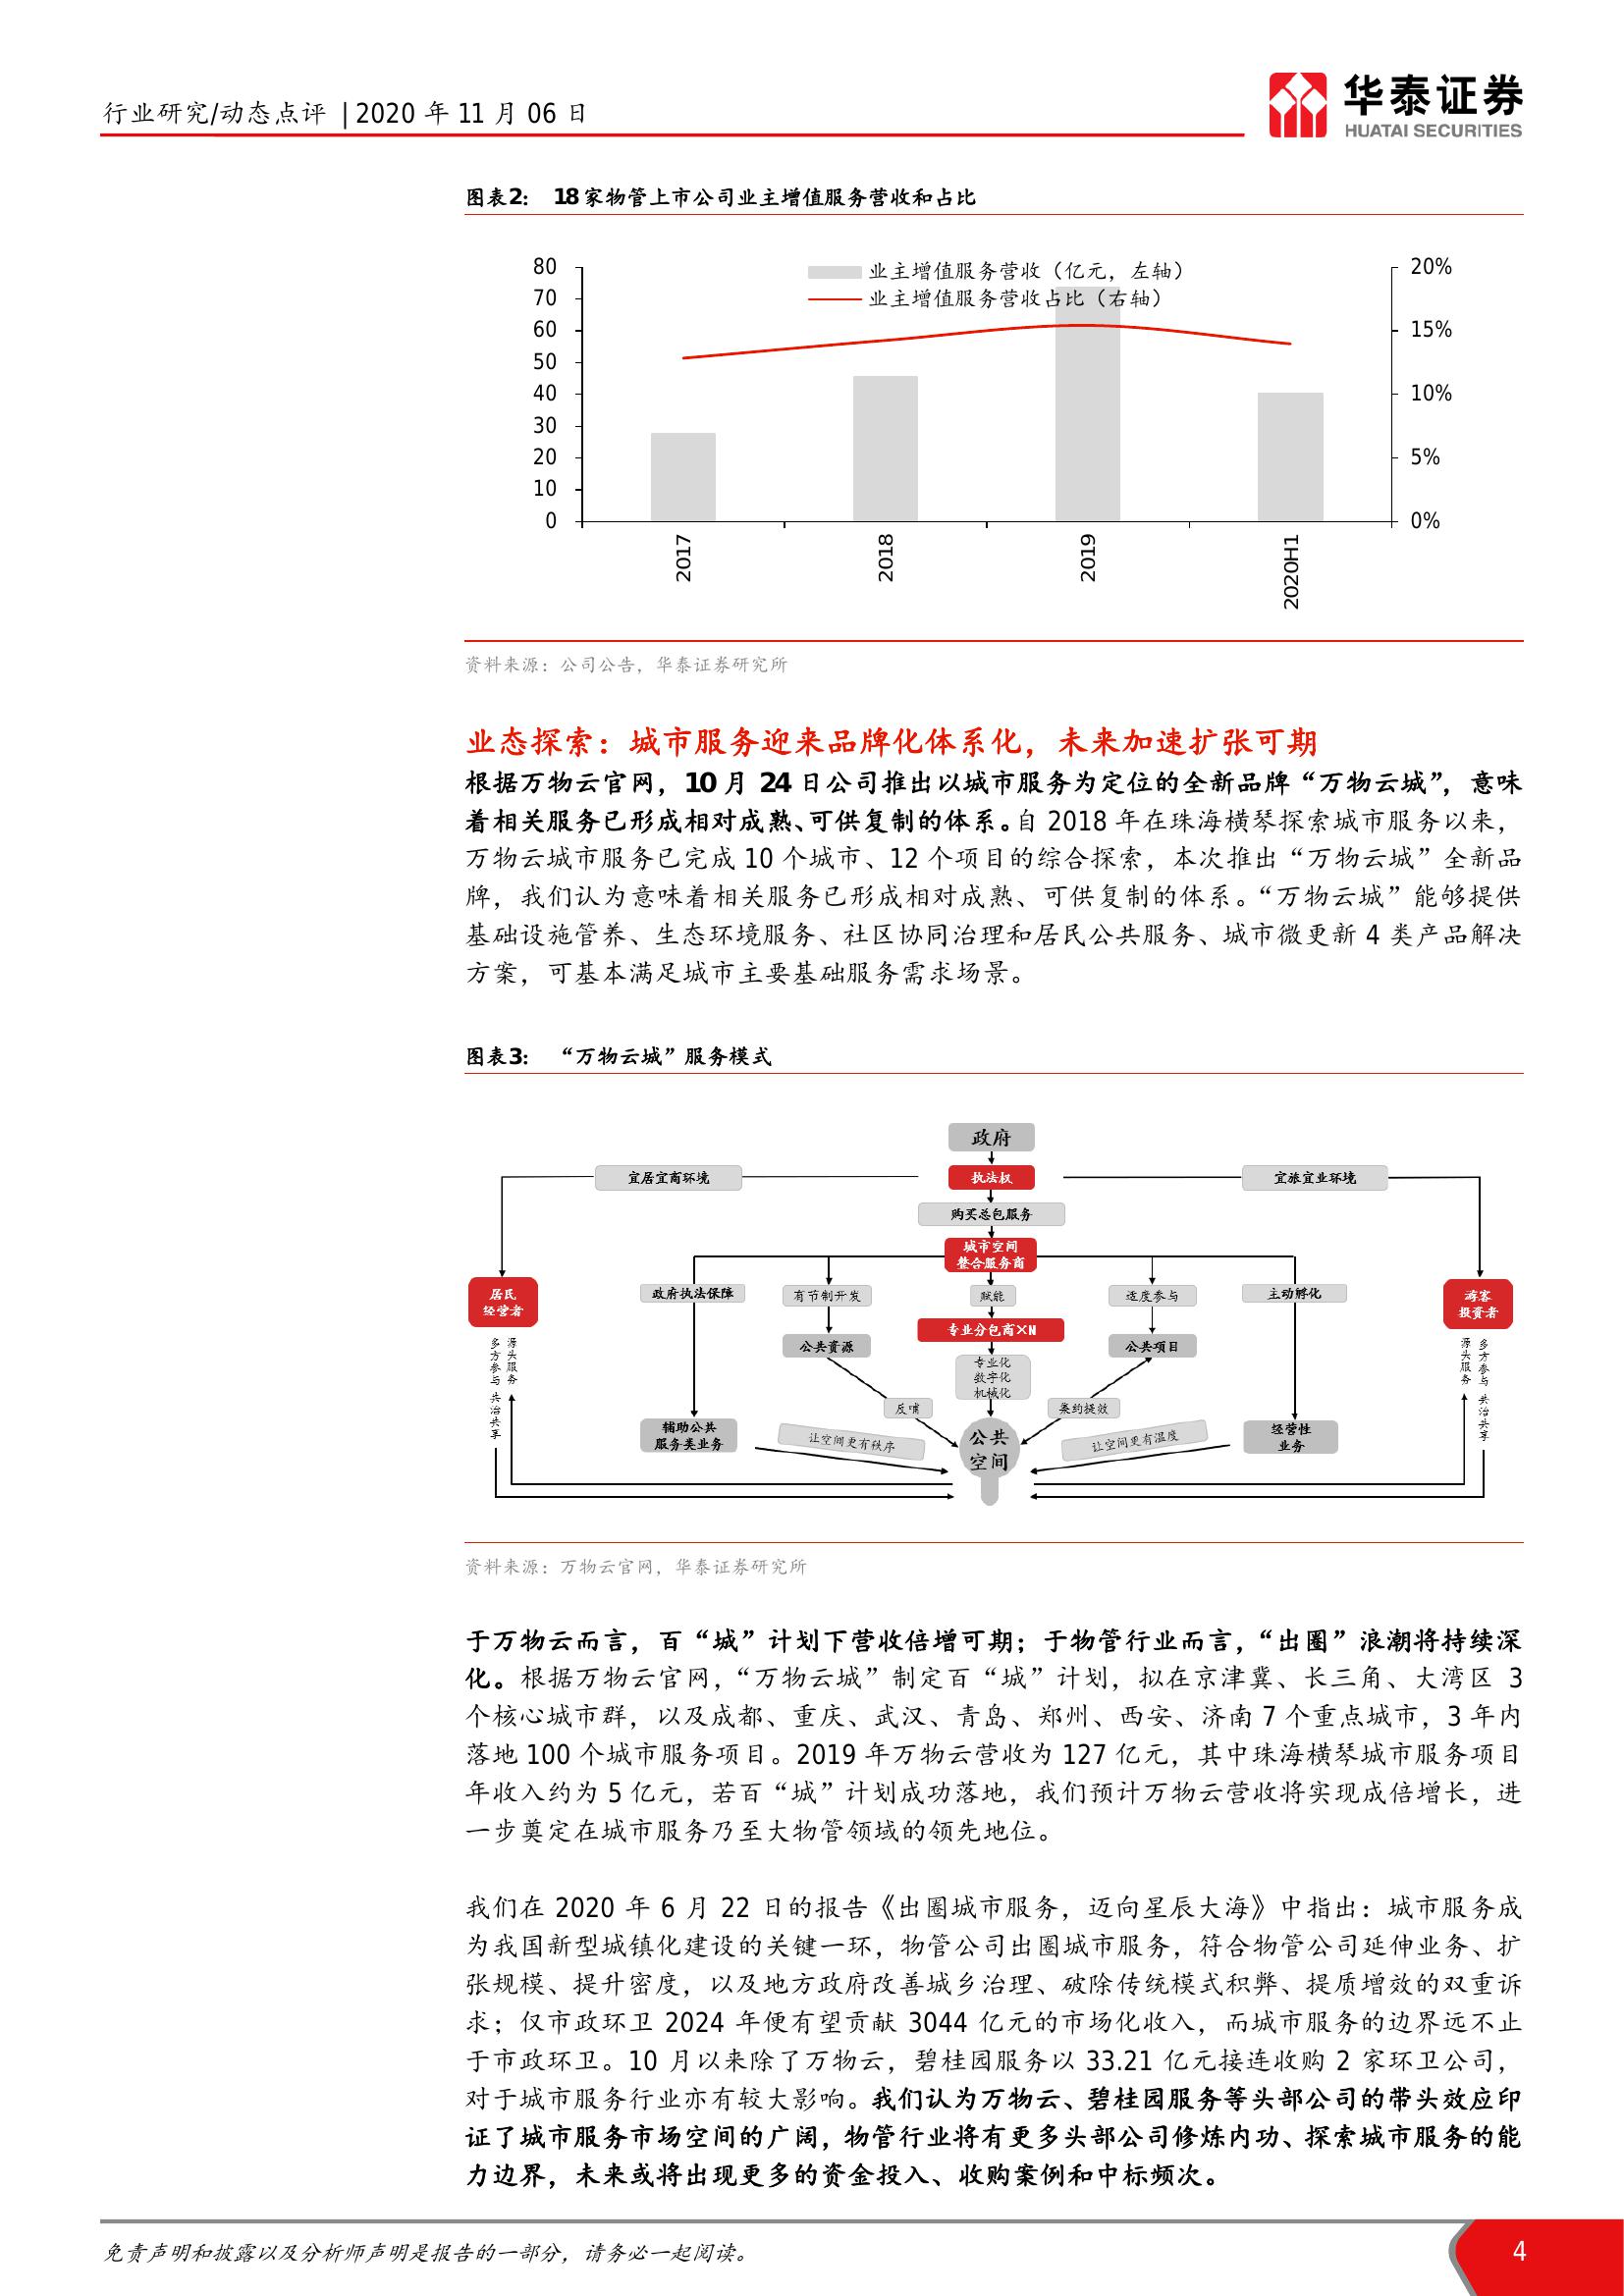 行业研究/动态点评 | 2020 年 11 月 06 日
华泰证券
HUATAI SECURITIES
图表2： 18 家物管上市公司业主增值服务营收和占比
业主增值服务营收（亿元，左轴）
业主增值服务营收占比（右轴）
80
70
60
50
40
30
20
10
0
20%
15%
10%
5%
0%
2017
2018
2019
2020H1
资料来源：公司公告，华泰证券研究所
业态探索：城市服务迎来品牌化体系化，未来加速扩张可期
根据万物云官网，10 月 24 日公司推出以城市服务为定位的全新品牌“万物云城”，意味
着相关服务已形成相对成熟、可供复制的体系。自 2018 年在珠海横琴探索城市服务以来，
万物云城市服务已完成 10 个城市、12 个项目的综合探索，本次推出“万物云城”全新品
牌，我们认为意味着相关服务已形成相对成熟、可供复制的体系。“万物云城”能够提供
基础设施管养、生态环境服务、社区协同治理和居民公共服务、城市微更新 4 类产品解决
方案，可基本满足城市主要基础服务需求场景。
图表3： “万物云城”服务模式
政府
宜居宜商环境
执法权
宜旅宜业环境
购买总包服务
城市空间
整合服务商
居民
经营者
政府执法保障
有节制开发
赋能
适度参与
主动孵化
游客
投资者
专业分包商×N
公共资源
公共项目
专业化
数字化
机械化
多方参与 共治共享
源头服务
源头服务
多方参与 共治共享
反哺
集约提效
辅助公共
服务类业务
让空间更有秩序
公共
空间
让空间更有温度
经营性
业务
资料来源：万物云官网，华泰证券研究所
于万物云而言，百“城”计划下营收倍增可期；于物管行业而言，“出圈”浪潮将持续深
化。根据万物云官网，“万物云城”制定百“城”计划，拟在京津冀、长三角、大湾区 3
个核心城市群，以及成都、重庆、武汉、青岛、郑州、西安、济南 7 个重点城市，3 年内
落地 100 个城市服务项目。2019 年万物云营收为 127 亿元，其中珠海横琴城市服务项目
年收入约为 5 亿元，若百“城”计划成功落地，我们预计万物云营收将实现成倍增长，进
一步奠定在城市服务乃至大物管领域的领先地位。
我们在 2020 年 6 月 22 日的报告《出圈城市服务，迈向星辰大海》中指出：城市服务成
为我国新型城镇化建设的关键一环，物管公司出圈城市服务，符合物管公司延伸业务、扩
张规模、提升密度，以及地方政府改善城乡治理、破除传统模式积弊、提质增效的双重诉
求；仅市政环卫 2024 年便有望贡献 3044 亿元的市场化收入，而城市服务的边界远不止
于市政环卫。10 月以来除了万物云，碧桂园服务以 33.21 亿元接连收购 2 家环卫公司，
对于城市服务行业亦有较大影响。我们认为万物云、碧桂园服务等头部公司的带头效应印
证了城市服务市场空间的广阔，物管行业将有更多头部公司修炼内功、探索城市服务的能
力边界，未来或将出现更多的资金投入、收购案例和中标频次。
免责声明和披露以及分析师声明是报告的一部分，请务必一起阅读。
4